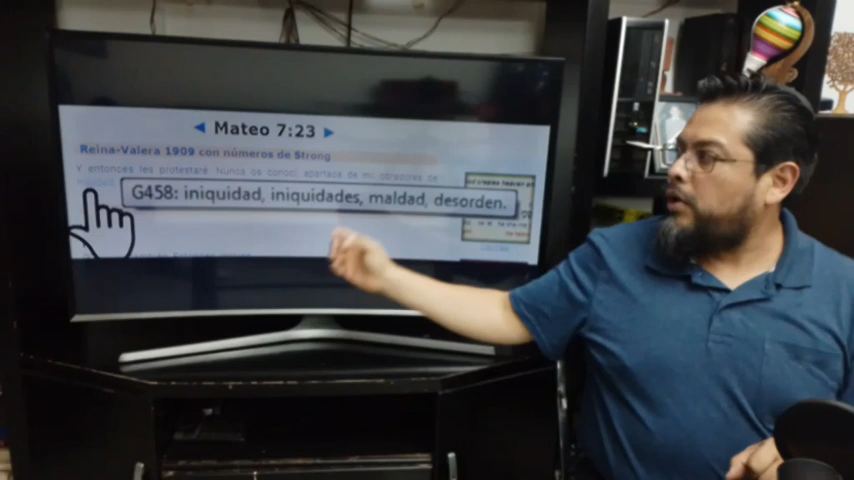 Mateo 7:23
Reina-Valera 1909 con números de Strong
Y entonces les protestaré: Nunca os conocí; apartaos de mí, obradores de
G458: iniquidad, iniquidades, maldad, desorden.